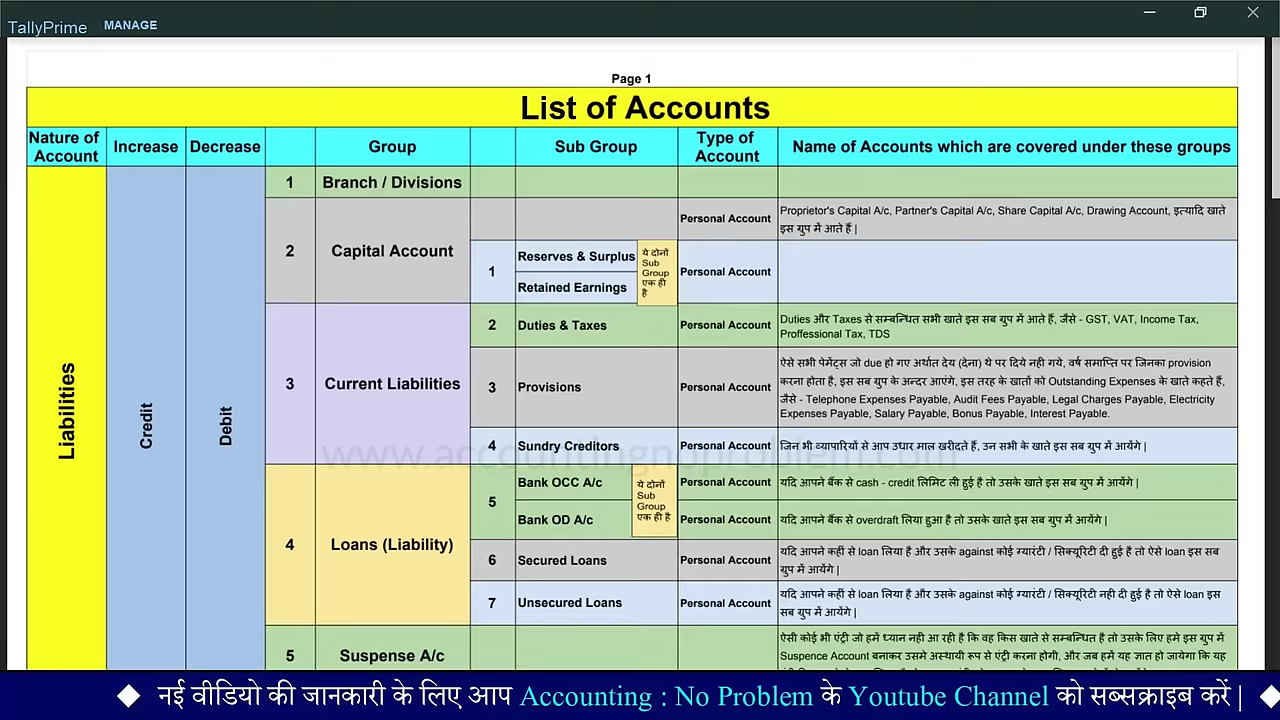 TallyPrime MANAGE
Page 1
List of Accounts
Nature of Account
Increase
Decrease
Group
Sub Group
Type of Account
Name of Accounts which are covered under these groups
Liabilities
Credit
Debit
1
Branch / Divisions
2
Capital Account
Personal Account
Proprietor's Capital A/c, Partner's Capital A/c, Share Capital A/c, Drawing Account, इत्यादि खाते
इस ग्रुप में आते हैं |
1
Reserves & Surplus
Retained Earnings
ये दोनों
Sub
Group
एक ही
है
Personal Account
3
Current Liabilities
2
Duties & Taxes
Personal Account
Duties और Taxes से सम्बन्धित सभी खाते इस सब ग्रुप में आते हैं, जैसे - GST, VAT, Income Tax,
Proffessional Tax, TDS
3
Provisions
Personal Account
ऐसे सभी पेमेंट्स जो due हो गए अर्थात देय (देना) थे पर दिये नही गये, वर्ष समाप्ति पर जिनका provision
करना होता है, इस सब ग्रुप के अन्दर आएंगे, इस तरह के खातों को Outstanding Expenses के खाते कहते हैं,
जैसे - Telephone Expenses Payable, Audit Fees Payable, Legal Charges Payable, Electricity
Expenses Payable, Salary Payable, Bonus Payable, Interest Payable.
4
Sundry Creditors
Personal Account
जिन भी व्यापारियों से आप उधार माल खरीदते हैं, उन सभी के खाते इस सब ग्रुप में आयेंगे |
www.accountingnoproblem.com
4
Loans (Liability)
5
Bank OCC A/c
Bank OD A/c
ये दोनों
Sub
Group
एक ही है
Personal Account
यदि आपने बैंक से cash - credit लिमिट ली हुई है तो उसके खाते इस सब ग्रुप में आयेंगे |
Personal Account
यदि आपने बैंक से overdraft लिया हुआ है तो उसके खाते इस सब ग्रुप में आयेंगे |
6
Secured Loans
Personal Account
यदि आपने कहीं से loan लिया है और उसके against कोई ग्यारंटी / सिक्यूरिटी दी हुई है तो ऐसे loan इस सब
ग्रुप में आयेंगे |
7
Unsecured Loans
Personal Account
यदि आपने कहीं से loan लिया है और उसके against कोई ग्यारंटी / सिक्यूरिटी नही दी हुई है तो ऐसे loan इस
सब ग्रुप में आयेंगे |
5
Suspense A/c
ऐसी कोई भी एंट्री जो हमें ध्यान नही आ रही है कि वह किस खाते से सम्बन्धित है तो उसके लिए हमे इस ग्रुप में
Suspence Account बनाकर उसमे अस्थायी रूप से एंट्री करना होगी, और जब हमें यह ज्ञात हो जायेगा कि यह
नई वीडियो की जानकारी के लिए आप Accounting : No Problem के Youtube Channel को सब्सक्राइब करें |